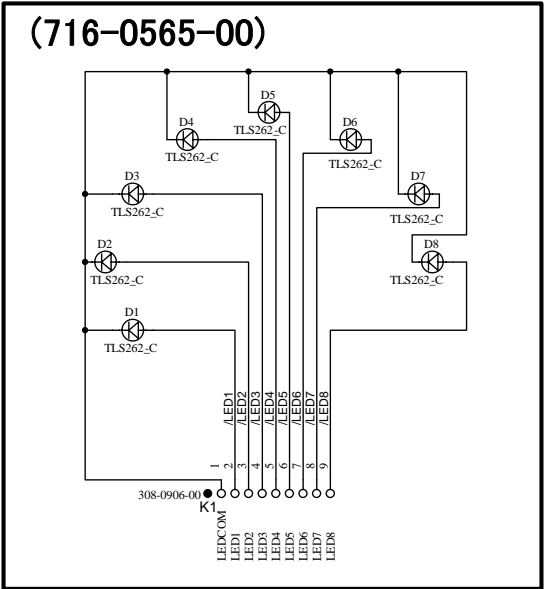 (716-0565-00)
D5
TLS262_C
D4
TLS262_C
D6
TLS262_C
D3
TLS262_C
D7
TLS262_C
D2
TLS262_C
D8
TLS262_C
D1
TLS262_C
/LED1
/LED2
/LED3
/LED4
/LED5
/LED6
/LED7
/LED8
1
2
3
4
5
6
7
8
9
308-0906-00
K1
LEDCOM
LED1
LED2
LED3
LED4
LED5
LED6
LED7
LED8